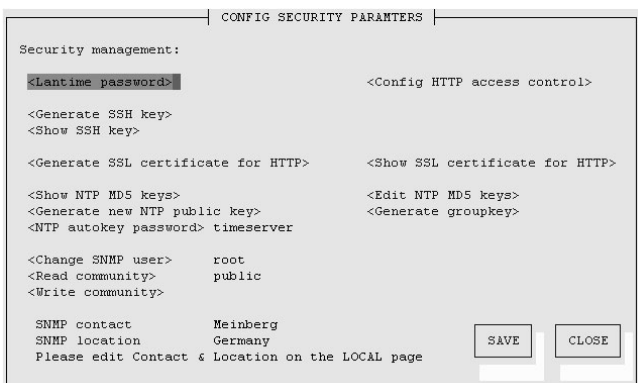 CONFIG SECURITY PARAMTERS
Security management:
<Lantime password> <Config HTTP access control>
<Generate SSH key>
<Show SSH key>
<Generate SSL certificate for HTTP> <Show SSL certificate for HTTP>
<Show NTP MD5 keys> <Edit NTP MD5 keys>
<Generate new NTP public key> <Generate groupkey>
<NTP autokey password> timeserver
<Change SNMP user> root
<Read community> public
<Write community>
SNMP contact Meinberg
SNMP location Germany
Please edit Contact & Location on the LOCAL page
SAVE CLOSE